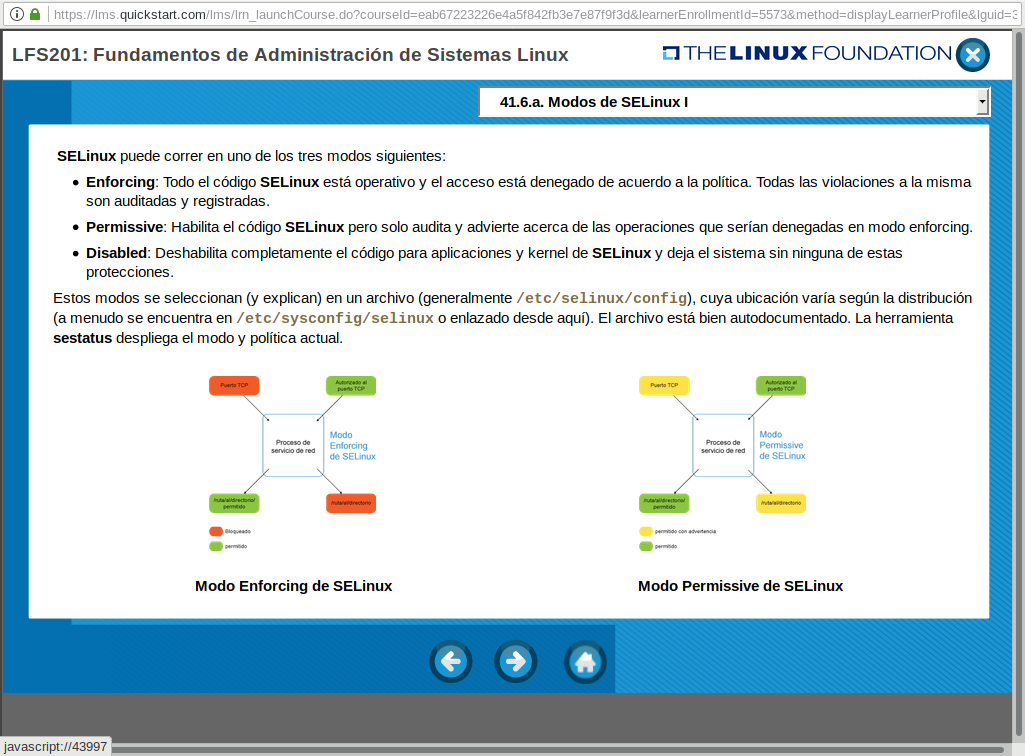 https://lms.quickstart.com/lms/lrn_launchCourse.do?courseId=eab67223226e4a5f842fb3e7e87f9f3d&learnerEnrollmentId=5573&method=displayLearnerProfile&lguid=3
LFS201: Fundamentos de Administración de Sistemas Linux
THE LINUX FOUNDATION
41.6.a. Modos de SELinux I
SELinux puede correr en uno de los tres modos siguientes:
• Enforcing: Todo el código SELinux está operativo y el acceso está denegado de acuerdo a la política. Todas las violaciones a la misma
son auditadas y registradas.
• Permissive: Habilita el código SELinux pero solo audita y advierte acerca de las operaciones que serían denegadas en modo enforcing.
• Disabled: Deshabilita completamente el código para aplicaciones y kernel de SELinux y deja el sistema sin ninguna de estas
protecciones.
Estos modos se seleccionan (y explican) en un archivo (generalmente /etc/selinux/config), cuya ubicación varía según la distribución
(a menudo se encuentra en /etc/sysconfig/selinux o enlazado desde aquí). El archivo está bien autodocumentado. La herramienta
sestatus despliega el modo y política actual.
Puerto TCP
Autorizado al
puerto TCP
Proceso de
servicio de red
Modo
Enforcing
de SELinux
/ruta/al/directorio/
permitido
/ruta/al/directorio
Bloqueado
permitido
Modo Enforcing de SELinux
Puerto TCP
Autorizado al
puerto TCP
Proceso de
servicio de red
Modo
Permissive
de SELinux
/ruta/al/directorio/
permitido
/ruta/al/directorio
permitido con advertencia
permitido
Modo Permissive de SELinux
javascript://43997